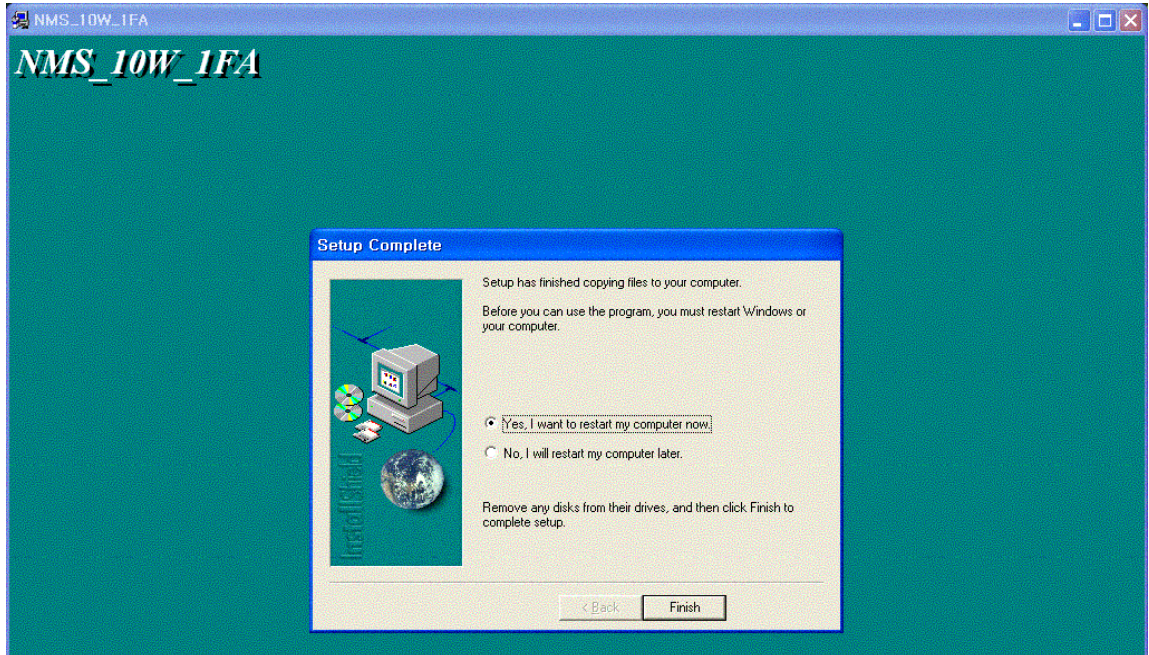 NMS_10W_1FA
NMS_10W_1FA
Setup Complete
Setup has finished copying files to your computer.
Before you can use the program, you must restart Windows or
your computer.
Yes, I want to restart my computer now.
No, I will restart my computer later.
Remove any disks from their drives, and then click Finish to
complete setup.
InstallShield
< Back
Finish